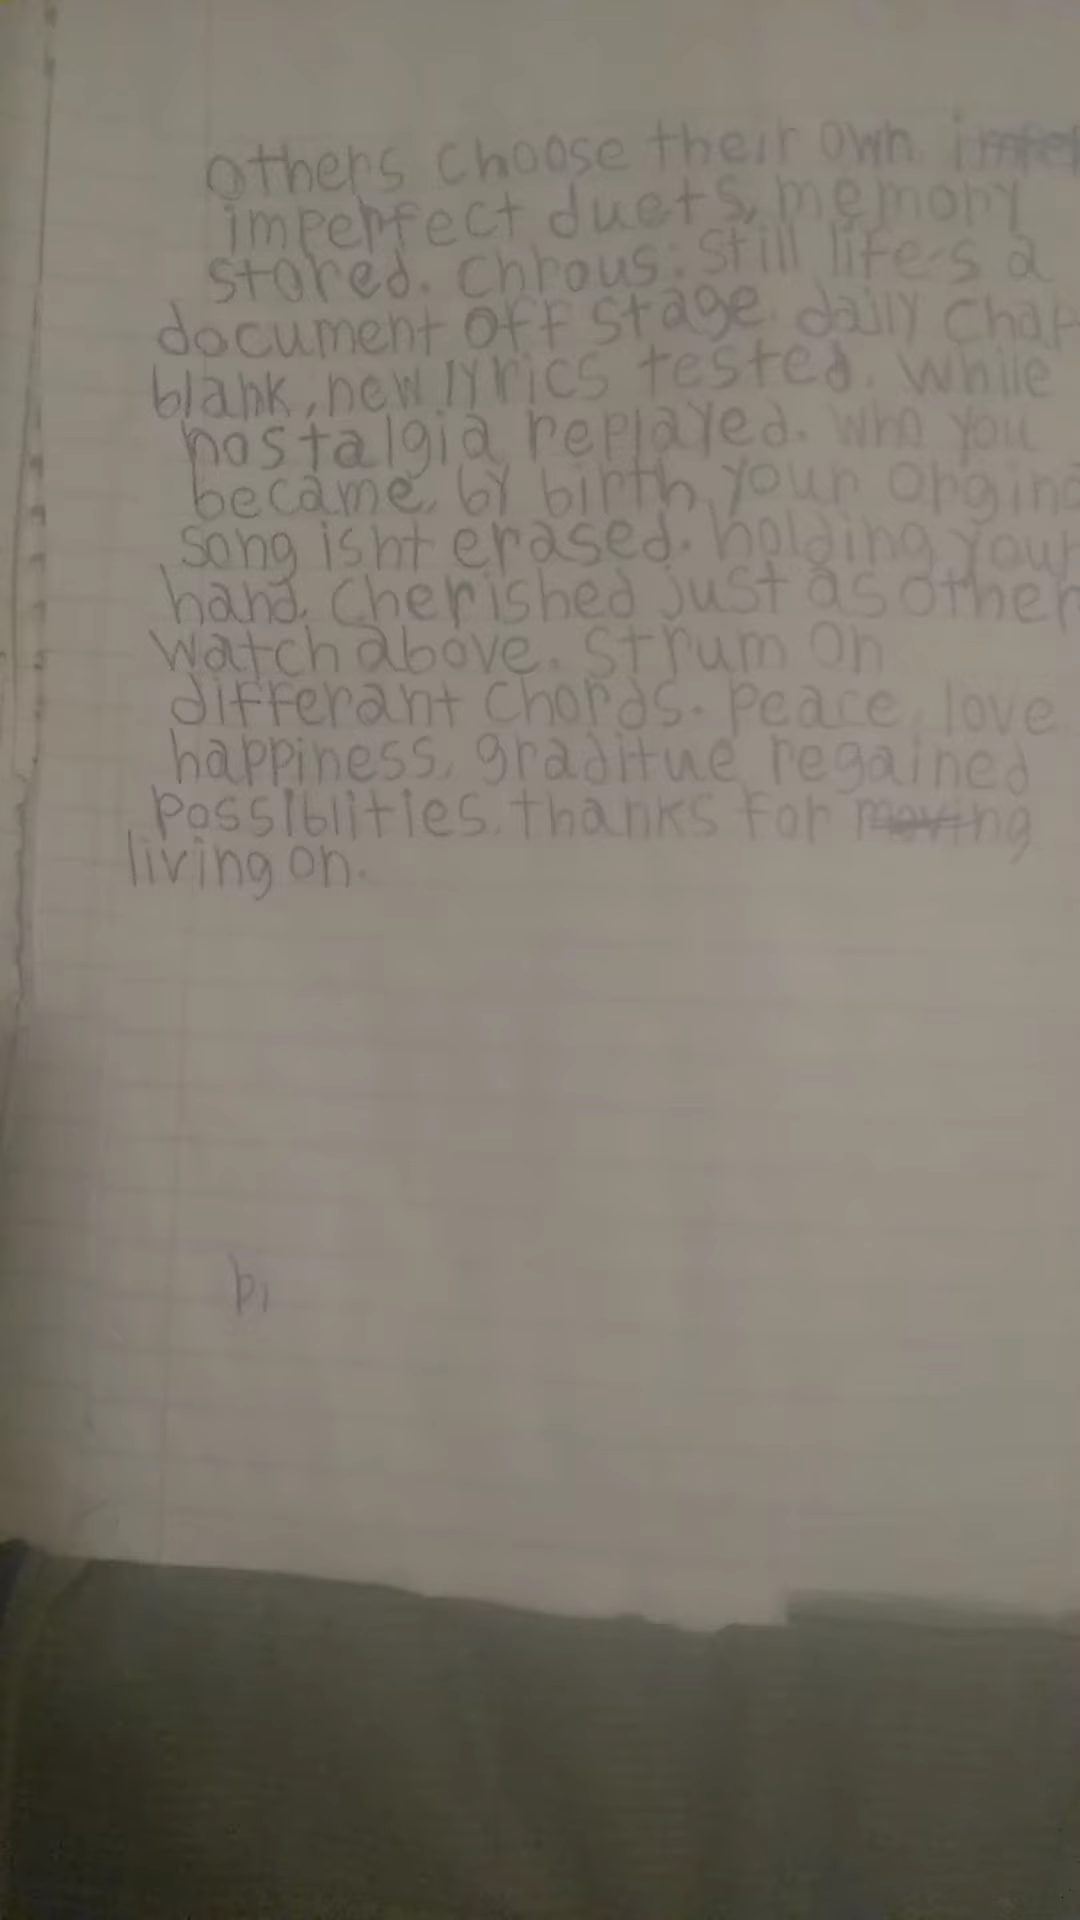 others choose their own
imperfect duets, memory
stored. Chrous: still life-s a
document off stage. daily Chap
blank, new lyrics tested. While
nostalgia replayed. who you
became, by birth, your orgina
song isnt erased. holding your
hand. Cherished just as other
watch above. Strum on
differant Chords. peace, love
happiness, graditue, regained
possiblities. thanks for
living on.